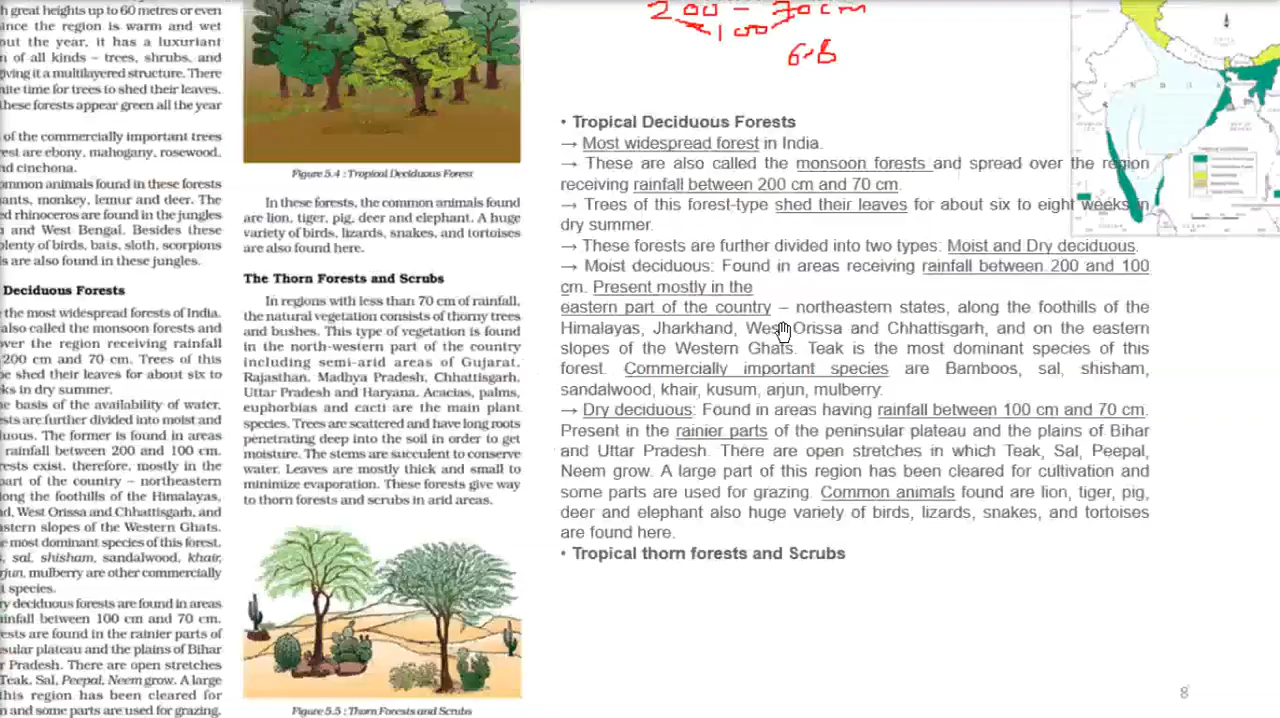 h great heights up to 60 metres or even
ince the region is warm and wet
out the year, it has a luxuriant
n of all kinds – trees, shrubs, and
giving it a multilayered structure. There
nite time for trees to shed their leaves.
hese forests appear green all the year
of the commercially important trees
rest are ebony, mahogany, rosewood,
nd cinchona.
ommon animals found in these forests
ants, monkey, lemur and deer. The
ed rhinoceros are found in the jungles
n and West Bengal. Besides these
plenty of birds, bats, sloth, scorpions
ls are also found in these jungles.
Deciduous Forests
e the most widespread forests of India.
also called the monsoon forests and
over the region receiving rainfall
200 cm and 70 cm. Trees of this
pe shed their leaves for about six to
ks in dry summer.
e basis of the availability of water,
sts are further divided into moist and
duous. The former is found in areas
rainfall between 200 and 100 cm.
rests exist, therefore, mostly in the
part of the country – northeastern
long the foothills of the Himalayas,
d, West Orissa and Chhattisgarh, and
astern slopes of the Western Ghats.
e most dominant species of this forest.
s, sal, shisham, sandalwood, khair,
rjun, mulberry are other commercially
t species.
ry deciduous forests are found in areas
ainfall between 100 cm and 70 cm.
ests are found in the rainier parts of
sular plateau and the plains of Bihar
r Pradesh. There are open stretches
Teak, Sal, Peepal, Neem grow. A large
this region has been cleared for
n and some parts are used for grazing.
Figure 5.4 : Tropical Deciduous Forest
In these forests, the common animals found
are lion, tiger, pig, deer and elephant. A huge
variety of birds, lizards, snakes, and tortoises
are also found here.
The Thorn Forests and Scrubs
In regions with less than 70 cm of rainfall,
the natural vegetation consists of thorny trees
and bushes. This type of vegetation is found
in the north-western part of the country
including semi-arid areas of Gujarat,
Rajasthan, Madhya Pradesh, Chhattisgarh,
Uttar Pradesh and Haryana. Acacias, palms,
euphorbias and cacti are the main plant
species. Trees are scattered and have long roots
penetrating deep into the soil in order to get
moisture. The stems are succulent to conserve
water. Leaves are mostly thick and small to
minimize evaporation. These forests give way
to thorn forests and scrubs in arid areas.
Figure 5.5 : Thorn Forests and Scrubs
200 – 70cm
100
6-8
• Tropical Deciduous Forests
→ Most widespread forest in India.
→ These are also called the monsoon forests and spread over the region
receiving rainfall between 200 cm and 70 cm.
→ Trees of this forest-type shed their leaves for about six to eight weeks in
dry summer.
→ These forests are further divided into two types: Moist and Dry deciduous.
→ Moist deciduous: Found in areas receiving rainfall between 200 and 100
cm. Present mostly in the
eastern part of the country – northeastern states, along the foothills of the
Himalayas, Jharkhand, West Orissa and Chhattisgarh, and on the eastern
slopes of the Western Ghats. Teak is the most dominant species of this
forest. Commercially important species are Bamboos, sal, shisham,
sandalwood, khair, kusum, arjun, mulberry.
→ Dry deciduous: Found in areas having rainfall between 100 cm and 70 cm.
Present in the rainier parts of the peninsular plateau and the plains of Bihar
and Uttar Pradesh. There are open stretches in which Teak, Sal, Peepal,
Neem grow. A large part of this region has been cleared for cultivation and
some parts are used for grazing. Common animals found are lion, tiger, pig,
deer and elephant also huge variety of birds, lizards, snakes, and tortoises
are found here.
• Tropical thorn forests and Scrubs
8